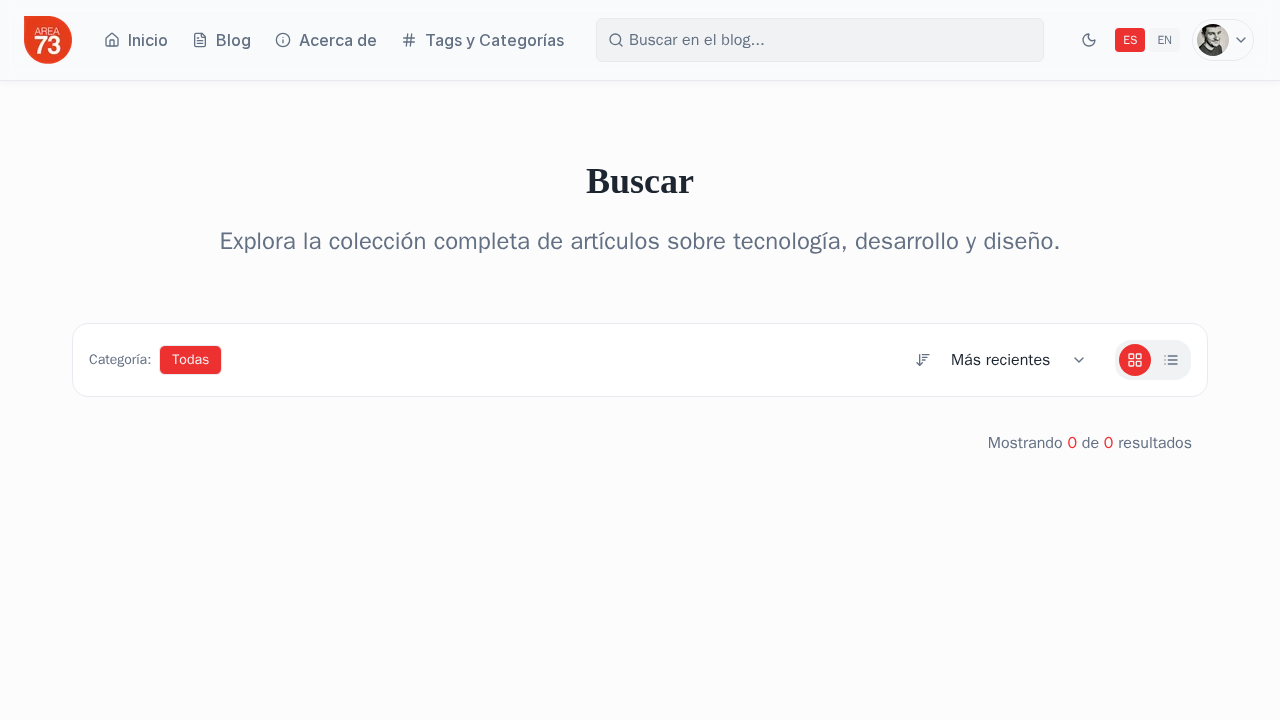 AREA
73
Inicio
Blog
Acerca de
Tags y Categorías
Buscar en el blog...
ES
EN
Buscar
Explora la colección completa de artículos sobre tecnología, desarrollo y diseño.
Categoría:
Todas
Más recientes
Mostrando 0 de 0 resultados